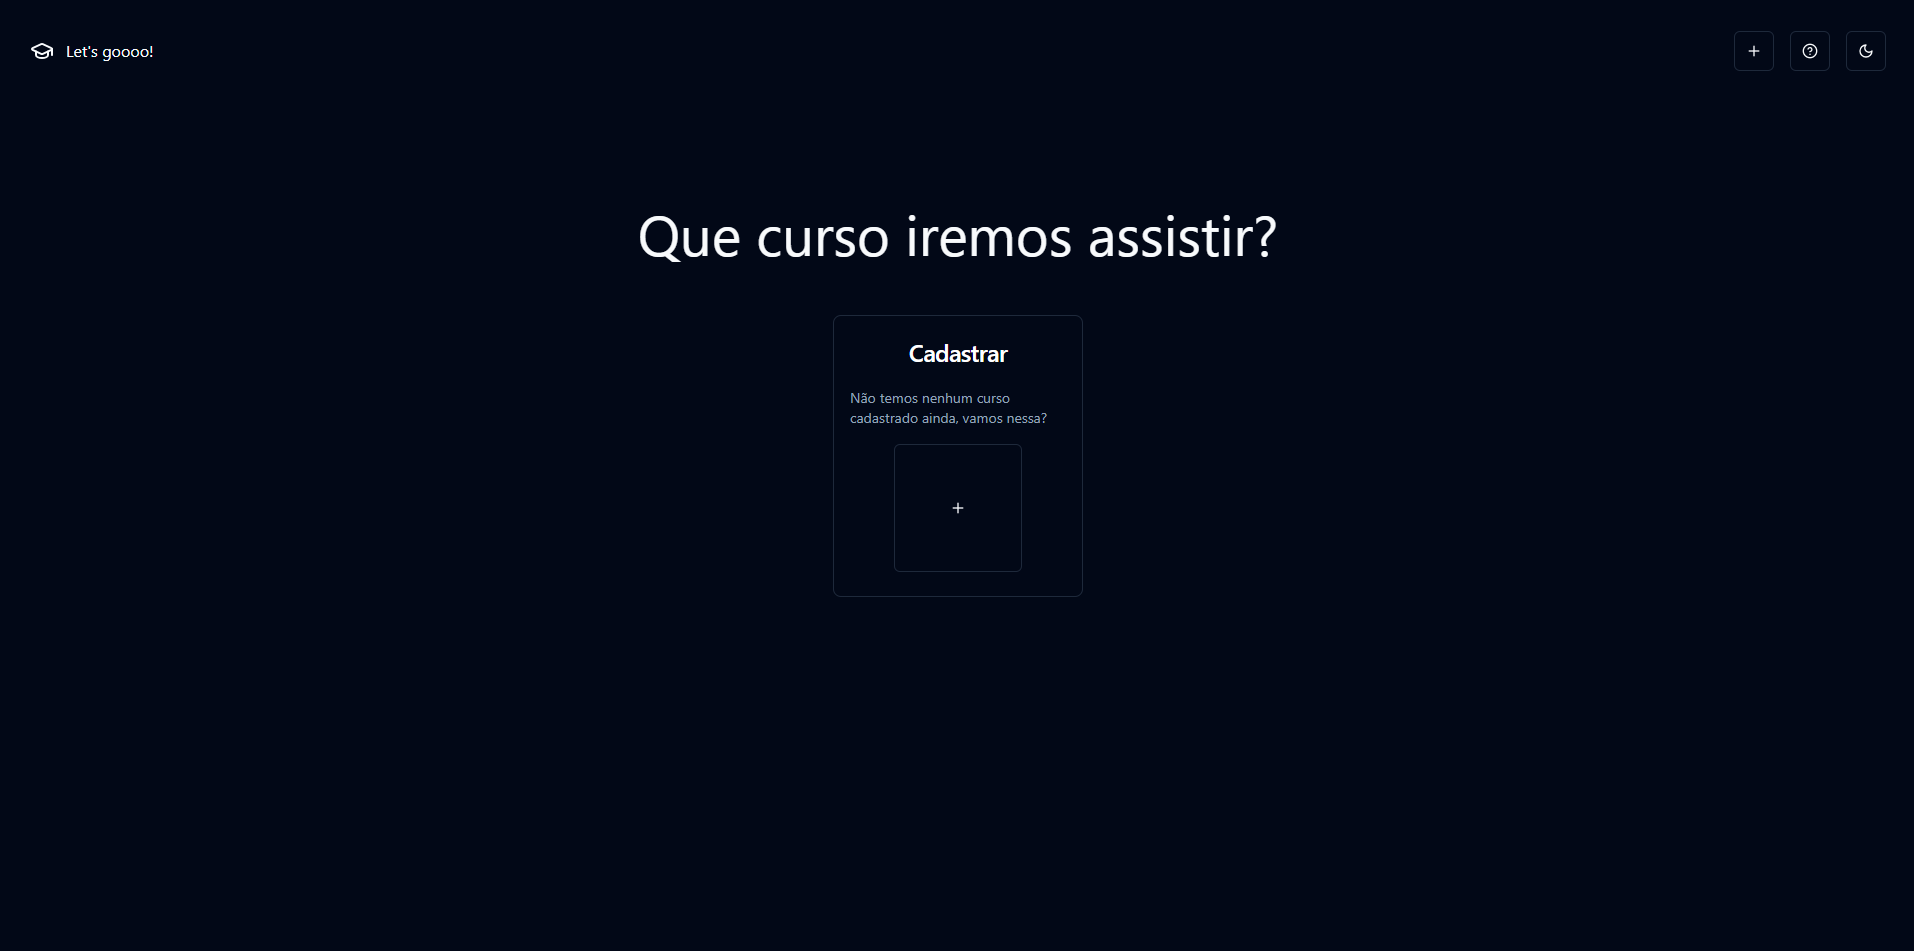 Let's goooo!
Que curso iremos assistir?
Cadastrar
Não temos nenhum curso
cadastrado ainda, vamos nessa?